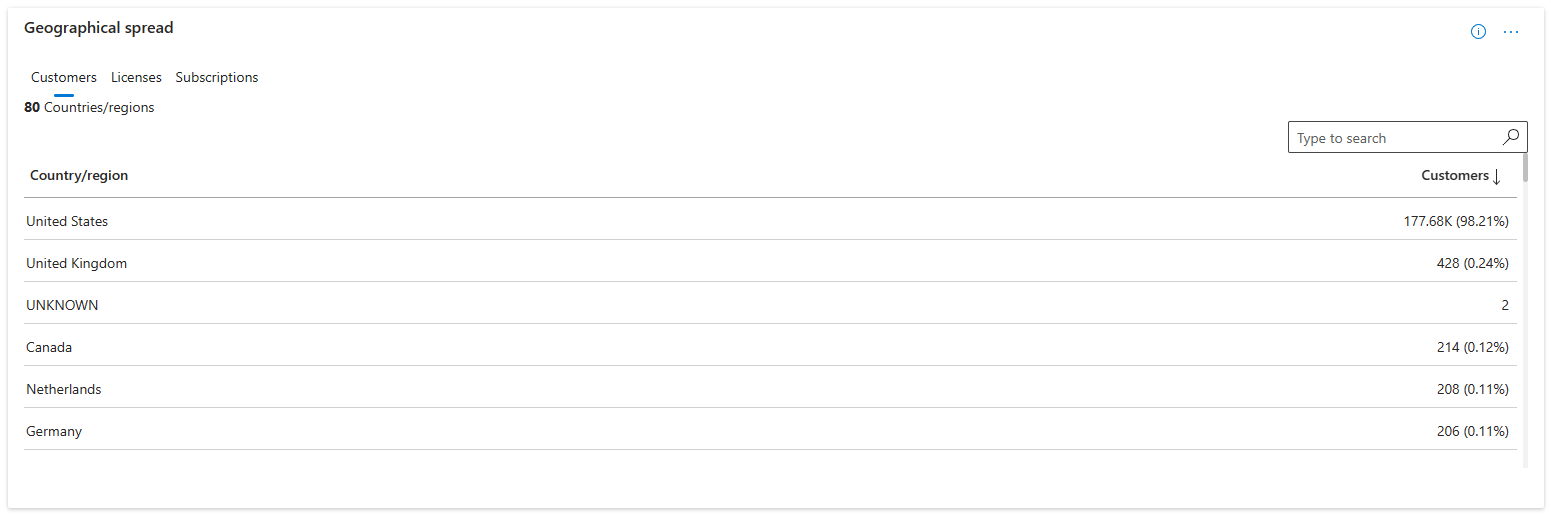 Geographical spread
Customers Licenses Subscriptions
80 Countries/regions
Type to search
Country/region Customers
United States 177.68K (98.21%)
United Kingdom 428 (0.24%)
UNKNOWN 2
Canada 214 (0.12%)
Netherlands 208 (0.11%)
Germany 206 (0.11%)